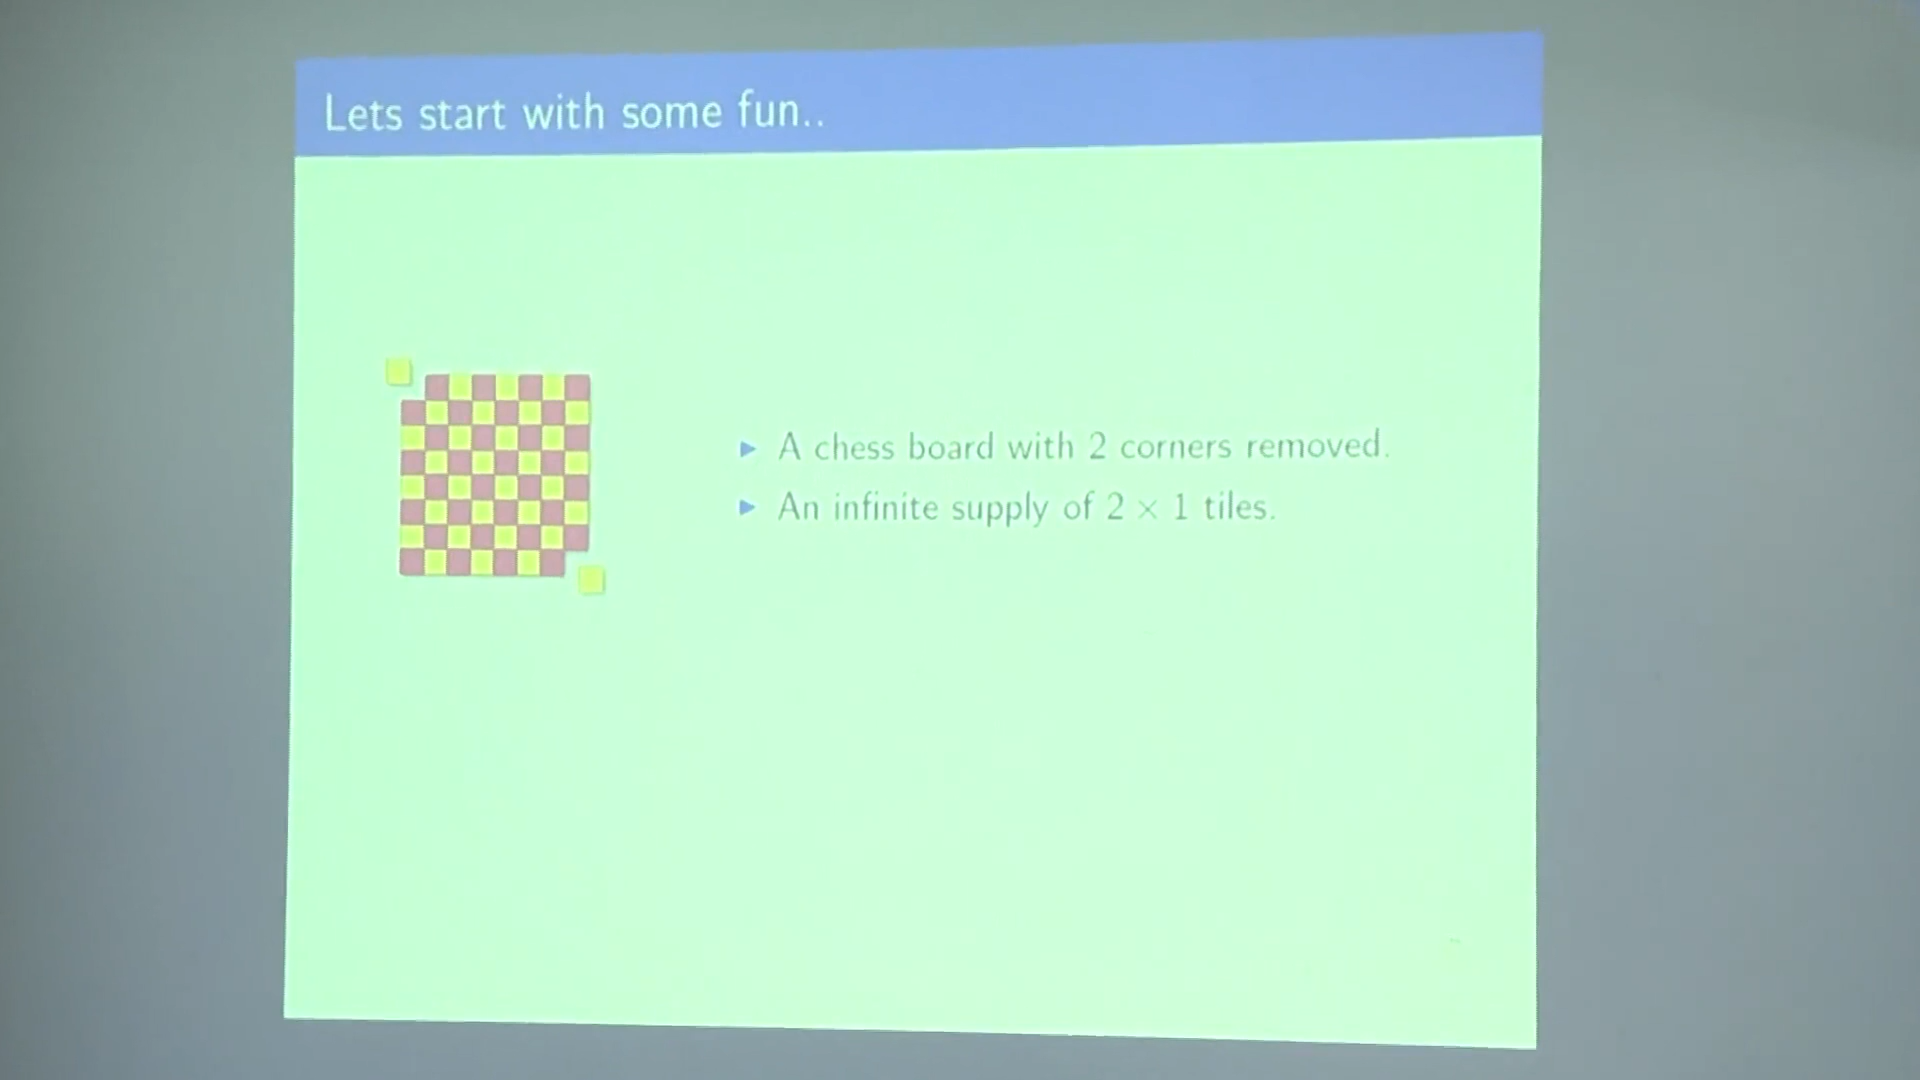 Lets start with some fun..
A chess board with 2 corners removed.
An infinite supply of 2 × 1 tiles.